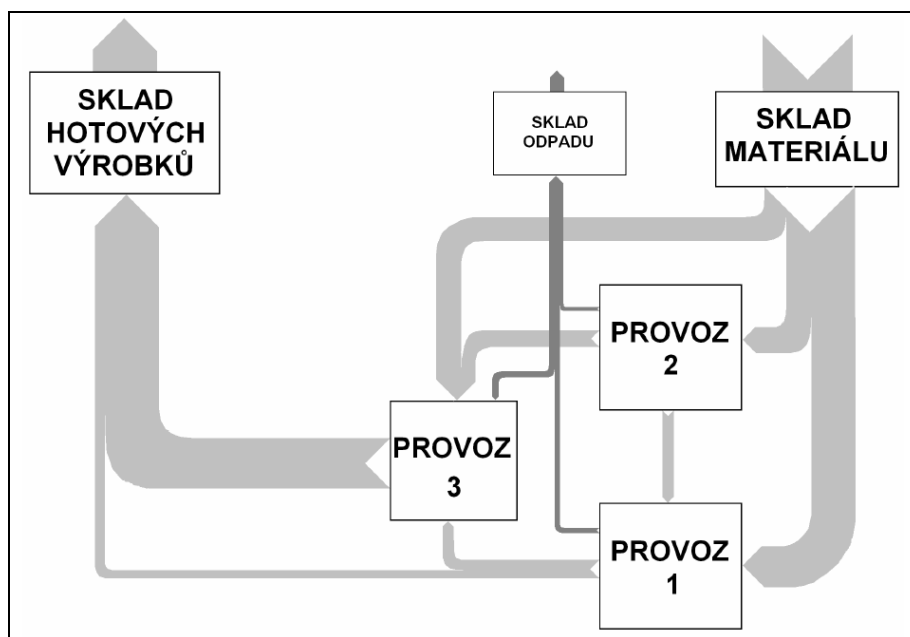 SKLAD
HOTOVÝCH
VÝROBKŮ
SKLAD
ODPADU
SKLAD
MATERIÁLU
PROVOZ
2
PROVOZ
3
PROVOZ
1